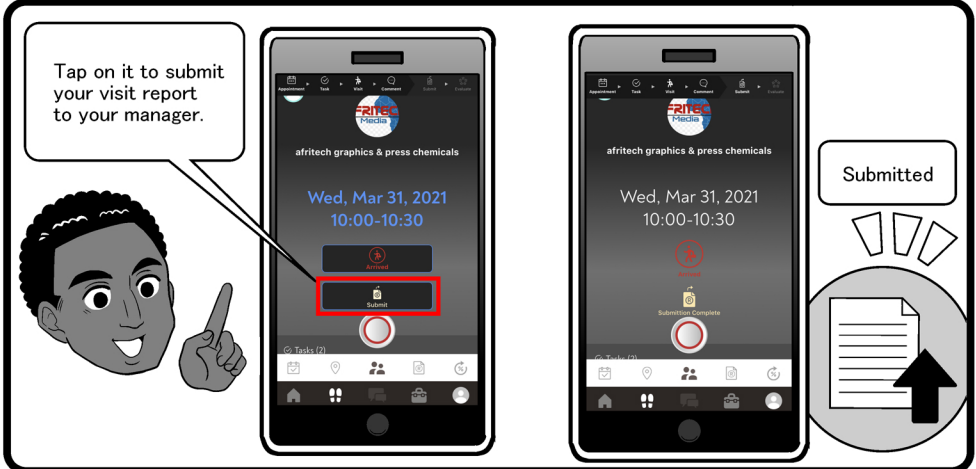 Tap on it to submit
your visit report
to your manager.
Appointment Task Visit Comment Submit Evaluate
FRITEC
Media
afritech graphics & press chemicals
Wed, Mar 31, 2021
10:00-10:30
Arrived
Submit
Tasks (2)
Appointment Task Visit Comment Submit Evaluate
FRITEC
Media
afritech graphics & press chemicals
Wed, Mar 31, 2021
10:00-10:30
Arrived
Submittion Complete
Tasks (2)
Submitted